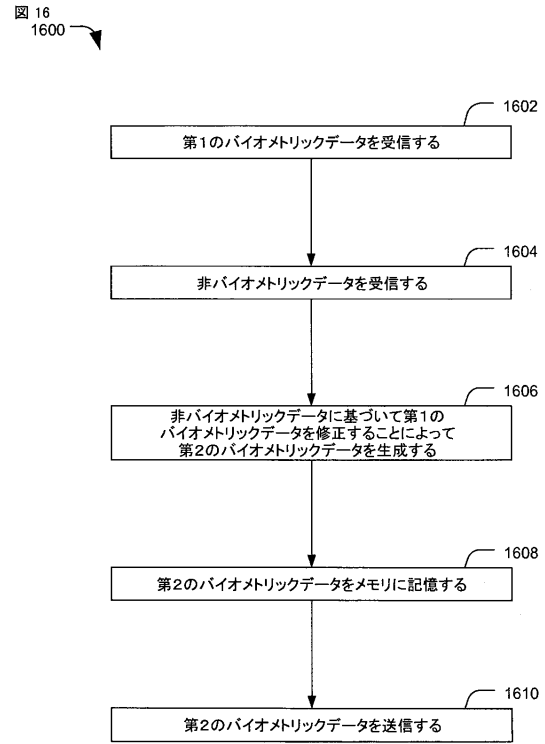 図 16
1600
1602
第1のバイオメトリックデータを受信する
1604
非バイオメトリックデータを受信する
1606
非バイオメトリックデータに基づいて第1の
バイオメトリックデータを修正することによって
第2のバイオメトリックデータを生成する
1608
第2のバイオメトリックデータをメモリに記憶する
1610
第2のバイオメトリックデータを送信する